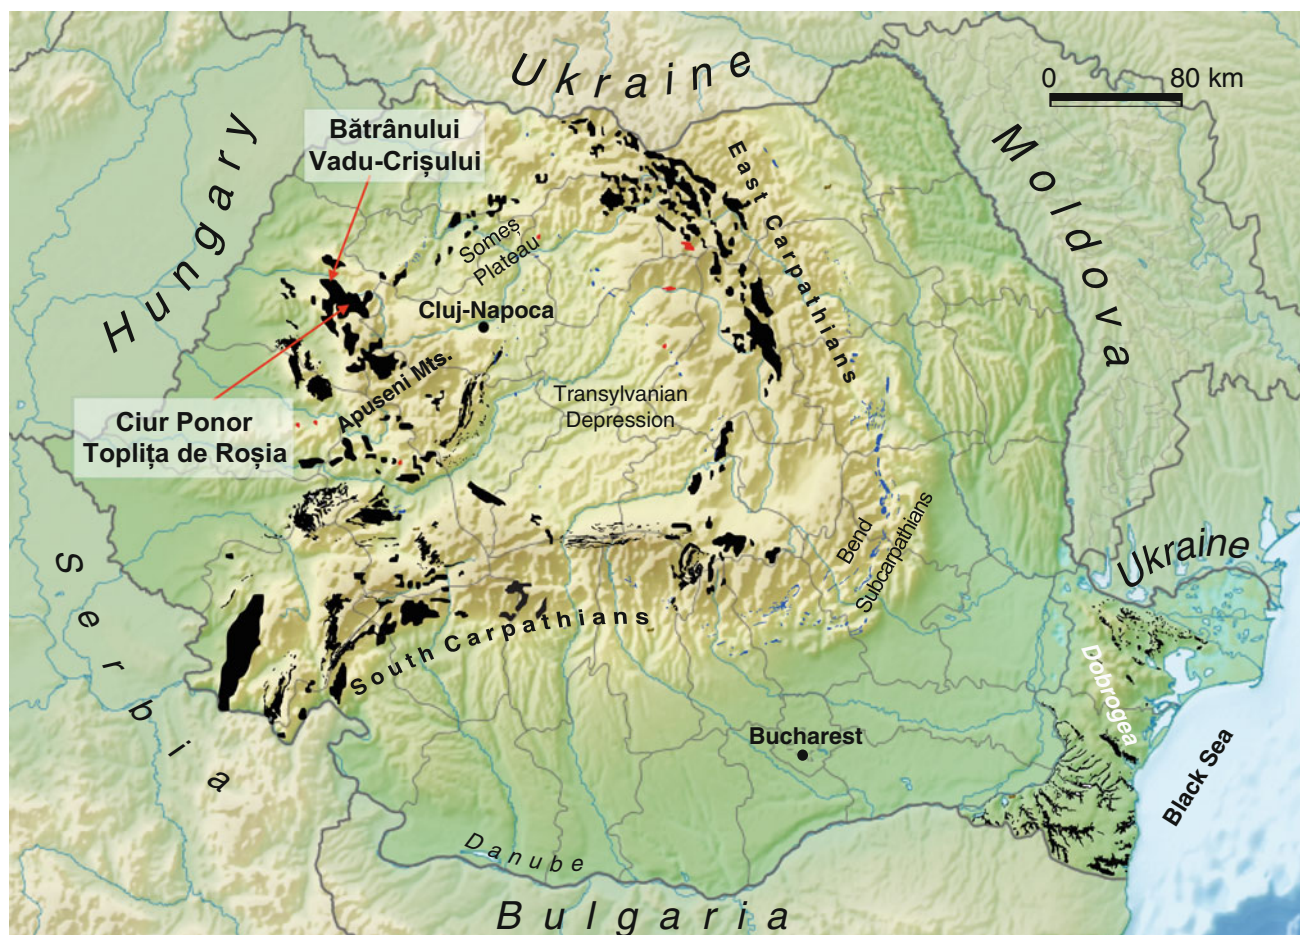 Ukraine
0 80 km
Bătrânului
Vadu-Crișului
Hungary
Moldova
East Carpathians
Someș
Plateau
Cluj-Napoca
Apuseni Mts.
Transylvanian
Depression
Ciur Ponor
Toplița de Roșia
Bend
Subcarpathians
Ukraine
Serbia
South Carpathians
Dobrogea
Bucharest
Black Sea
Danube
Bulgaria